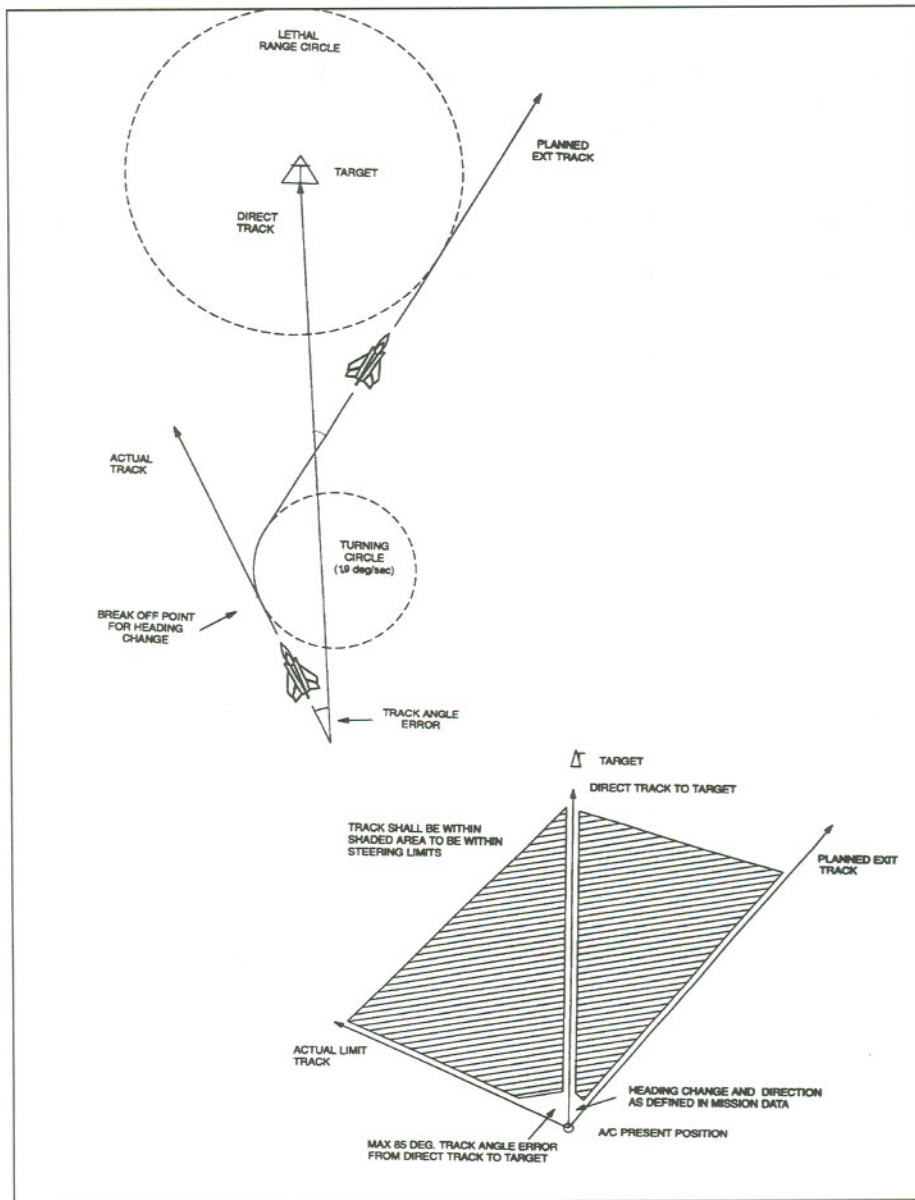 LETHAL
RANGE CIRCLE
PLANNED
EXT TRACK
TARGET
DIRECT
TRACK
ACTUAL
TRACK
TURNING
CIRCLE
(1,9 deg/sec)
BREAK OFF POINT
FOR HEADING
CHANGE
TRACK ANGLE
ERROR
TARGET
DIRECT TRACK TO TARGET
TRACK SHALL BE WITHIN
SHADED AREA TO BE WITHIN
STEERING LIMITS
PLANNED EXIT
TRACK
ACTUAL LIMIT
TRACK
HEADING CHANGE AND DIRECTION
AS DEFINED IN MISSION DATA
MAX 85 DEG. TRACK ANGLE ERROR
FROM DIRECT TRACK TO TARGET
A/C PRESENT POSITION